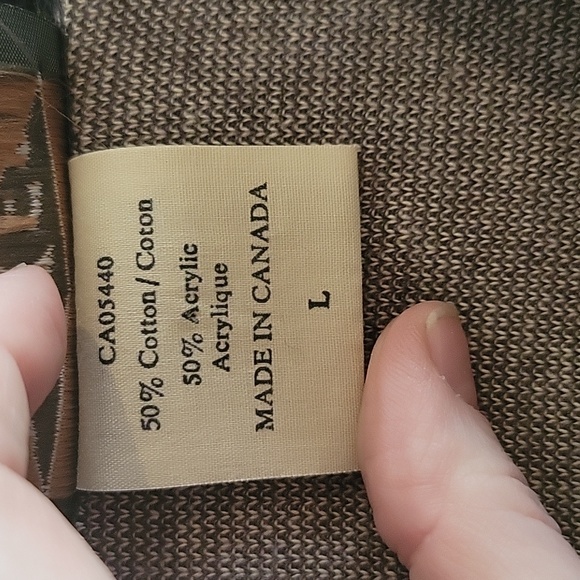 CA05440
50% Cotton / Coton
50% Acrylic
Acrylique
MADE IN CANADA
L